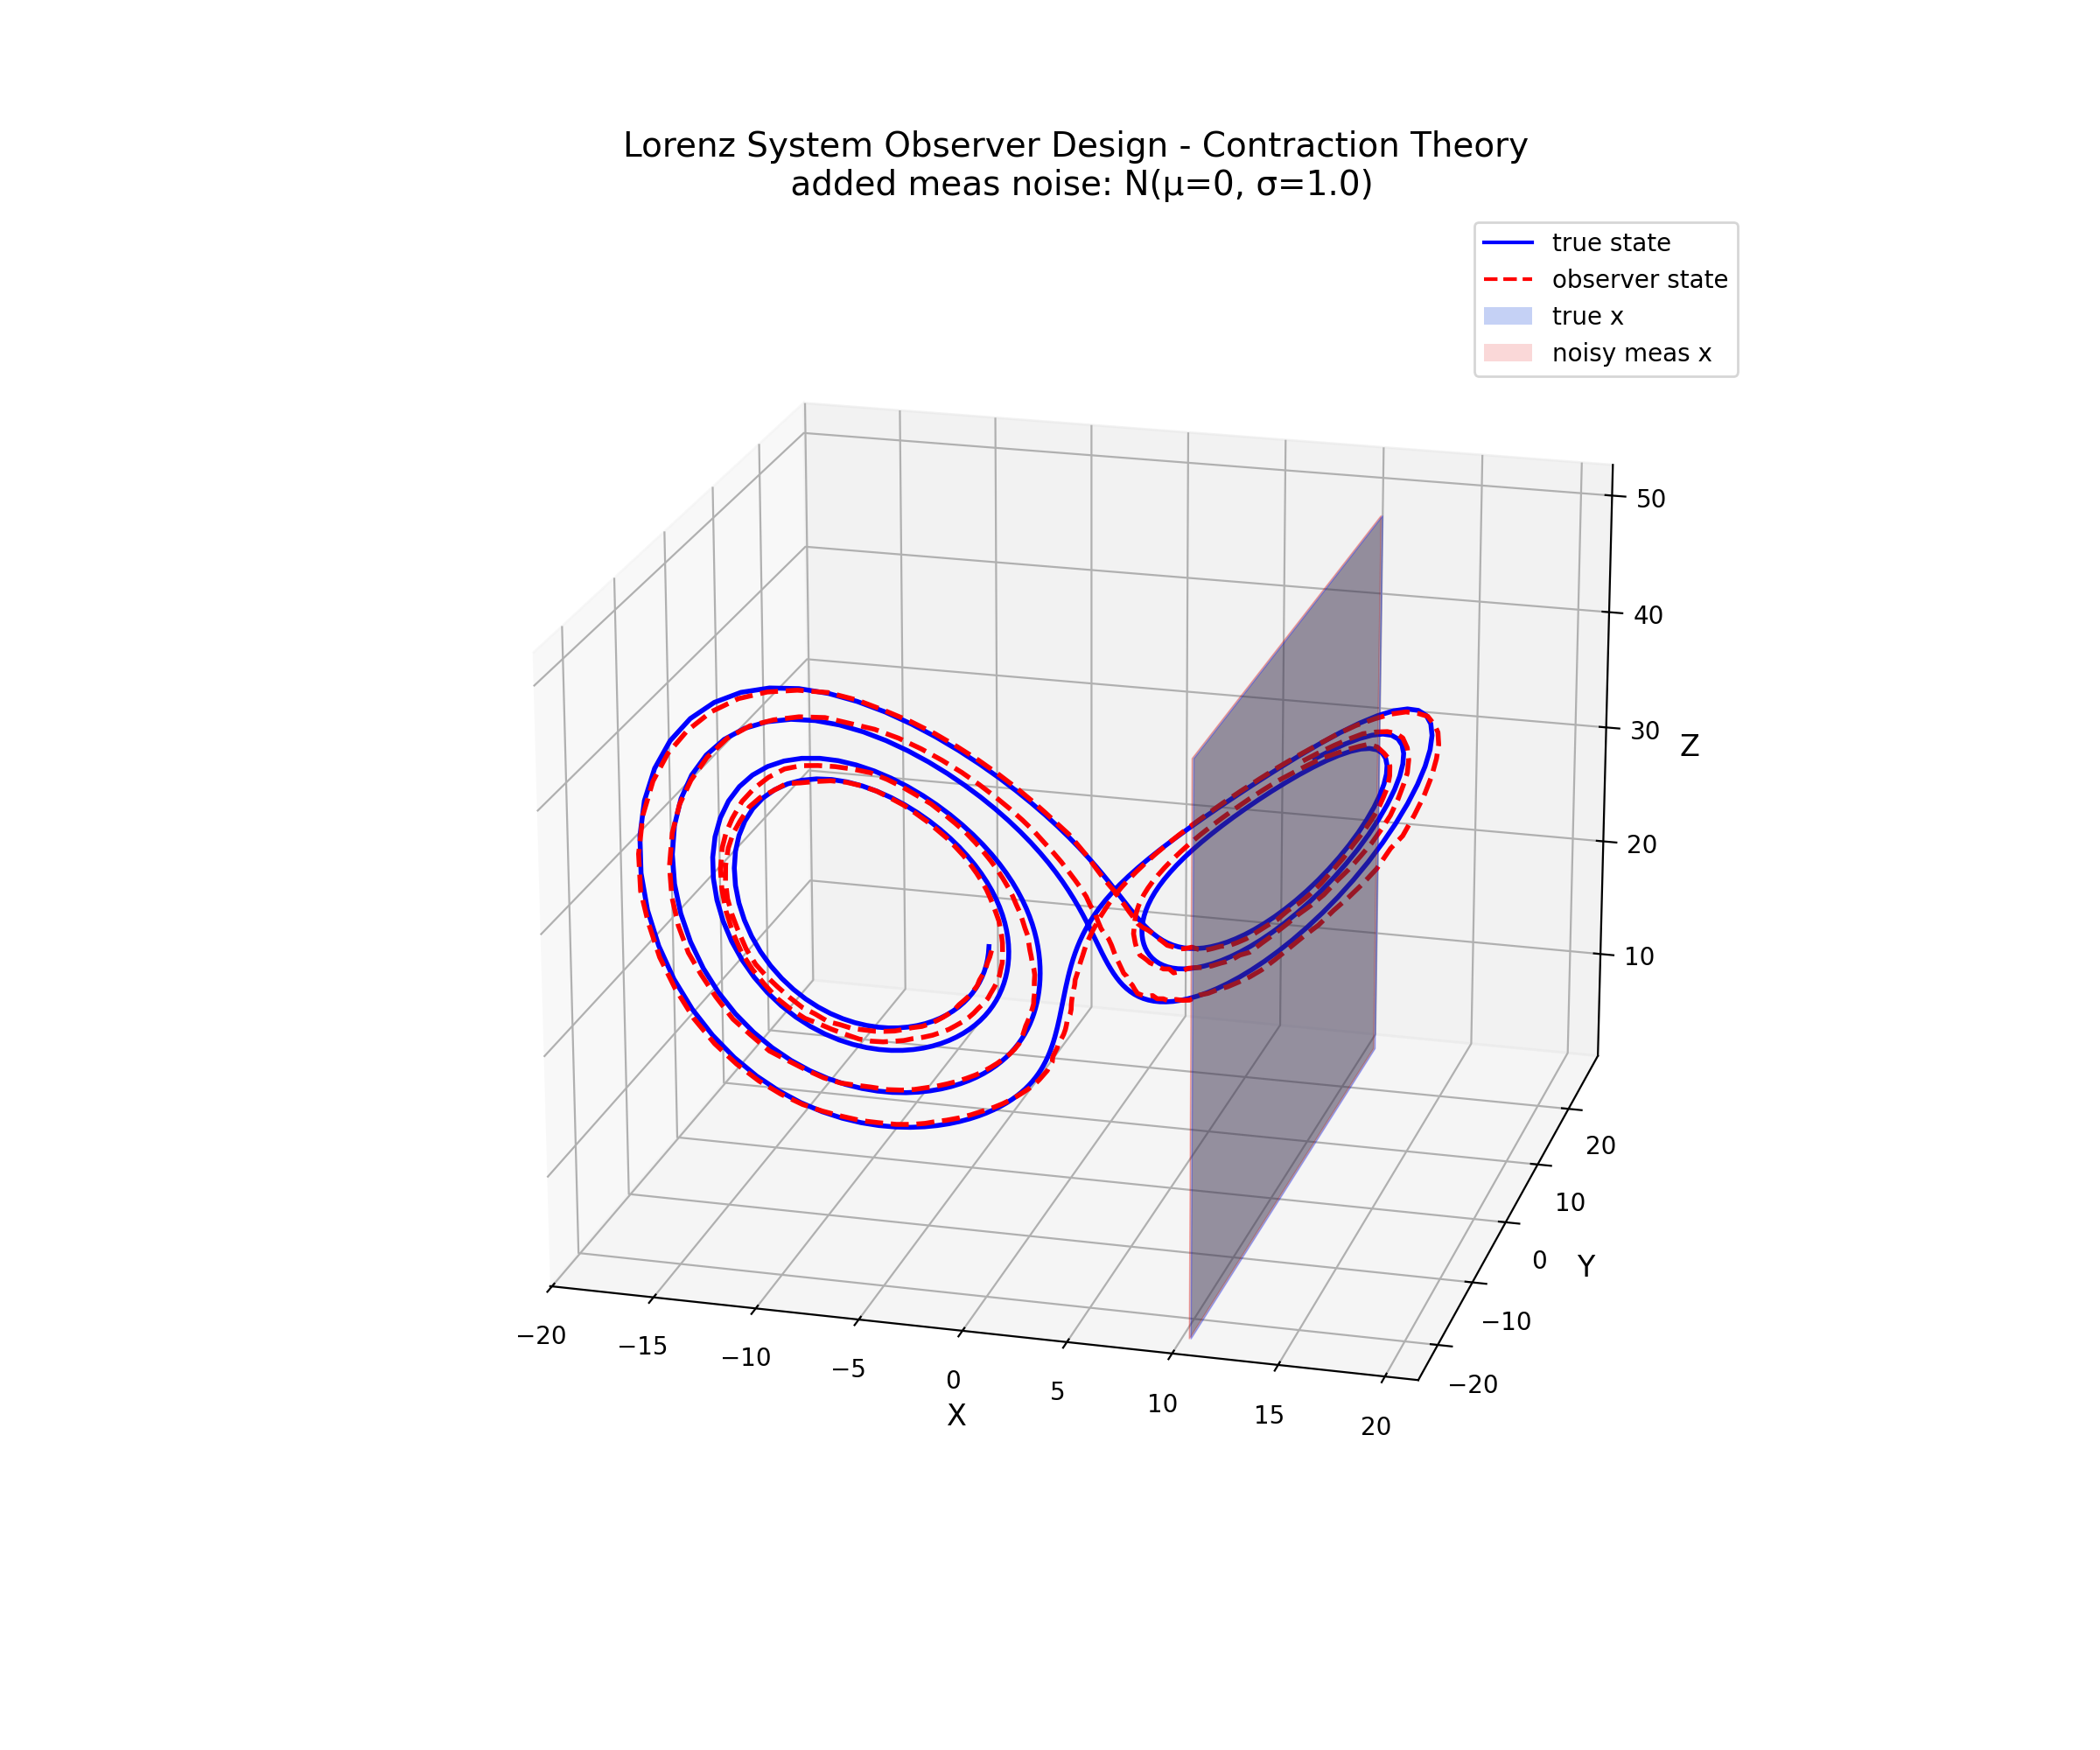 Lorenz System Observer Design - Contraction Theory
added meas noise: N(μ=0, σ=1.0)
true state
observer state
true x
noisy meas x
50
40
30
Z
20
10
20
10
0
Y
−10
−20
−20
−15
−10
−5
0
5
10
15
20
X